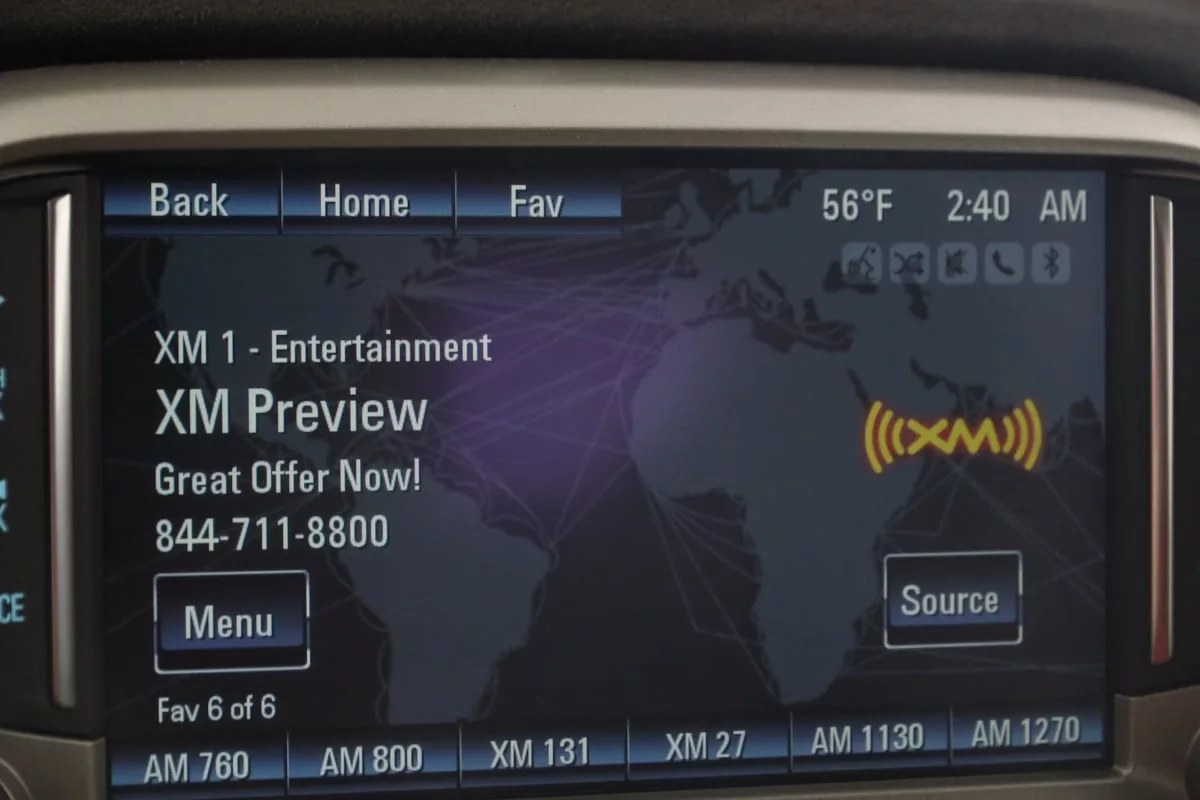 Back Home Fav 56°F 2:40 AM
XM 1 - Entertainment
XM Preview
Great Offer Now!
844-711-8800
XM
Menu Source
Fav 6 of 6
AM 760 AM 800 XM 131 XM 27 AM 1130 AM 1270